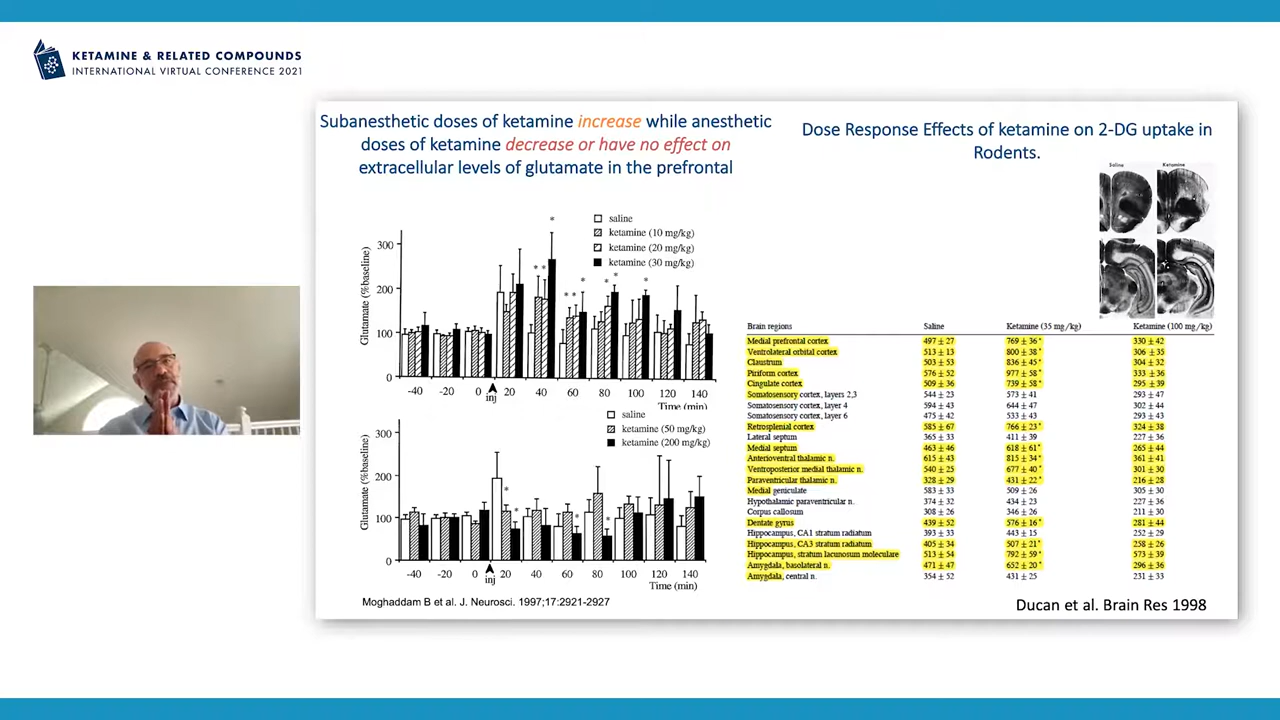 KETAMINE & RELATED COMPOUNDS
INTERNATIONAL VIRTUAL CONFERENCE 2021
Subanesthetic doses of ketamine increase while anesthetic
doses of ketamine decrease or have no effect on
extracellular levels of glutamate in the prefrontal
Glutamate (%baseline)
300
200
100
0
*
* *
* *
*
*
*
*
saline
ketamine (10 mg/kg)
ketamine (20 mg/kg)
ketamine (30 mg/kg)
-40 -20 0 20 40 60 80 100 120 140
inj
Time (min)
Glutamate (%baseline)
300
200
100
0
*
*
*
*
saline
ketamine (50 mg/kg)
ketamine (200 mg/kg)
-40 -20 0 20 40 60 80 100 120 140
inj
Time (min)
Moghaddam B et al. J. Neurosci. 1997;17:2921-2927
Dose Response Effects of ketamine on 2-DG uptake in
Rodents.
Saline Ketamine
Brain regions Saline Ketamine (35 mg/kg) Ketamine (100 mg/kg)
Medial prefrontal cortex 497 ± 27 769 ± 36* 330 ± 42
Ventrolateral orbital cortex 513 ± 13 800 ± 38* 306 ± 35
Claustrum 503 ± 53 836 ± 45* 304 ± 32
Piriform cortex 576 ± 52 977 ± 58* 333 ± 36
Cingulate cortex 509 ± 36 739 ± 58* 295 ± 39
Somatosensory cortex, layers 2,3 544 ± 23 573 ± 41 293 ± 47
Somatosensory cortex, layer 4 594 ± 43 644 ± 47 302 ± 44
Somatosensory cortex, layer 6 475 ± 42 533 ± 43 293 ± 43
Retrosplenial cortex 585 ± 67 766 ± 23* 324 ± 38
Lateral septum 365 ± 33 411 ± 39 227 ± 36
Medial septum 463 ± 46 618 ± 61* 265 ± 44
Anterioventral thalamic n. 615 ± 43 815 ± 34* 361 ± 41
Ventroposterior medial thalamic n. 540 ± 25 677 ± 40* 301 ± 30
Paraventricular thalamic n. 328 ± 29 431 ± 22* 216 ± 28
Medial geniculate 583 ± 33 509 ± 26 305 ± 30
Hypothalamic paraventricular n. 374 ± 32 434 ± 23 227 ± 36
Corpus callosum 308 ± 26 346 ± 26 211 ± 30
Dentate gyrus 439 ± 52 576 ± 16* 281 ± 44
Hippocampus, CA1 stratum radiatum 393 ± 33 443 ± 15 252 ± 29
Hippocampus, CA3 stratum radiatum 405 ± 34 507 ± 21* 258 ± 26
Hippocampus, stratum lacunosum moleculare 513 ± 54 792 ± 59* 573 ± 39
Amygdala, basolateral n. 471 ± 47 652 ± 20* 296 ± 36
Amygdala, central n. 354 ± 52 431 ± 25 231 ± 33
Ducan et al. Brain Res 1998